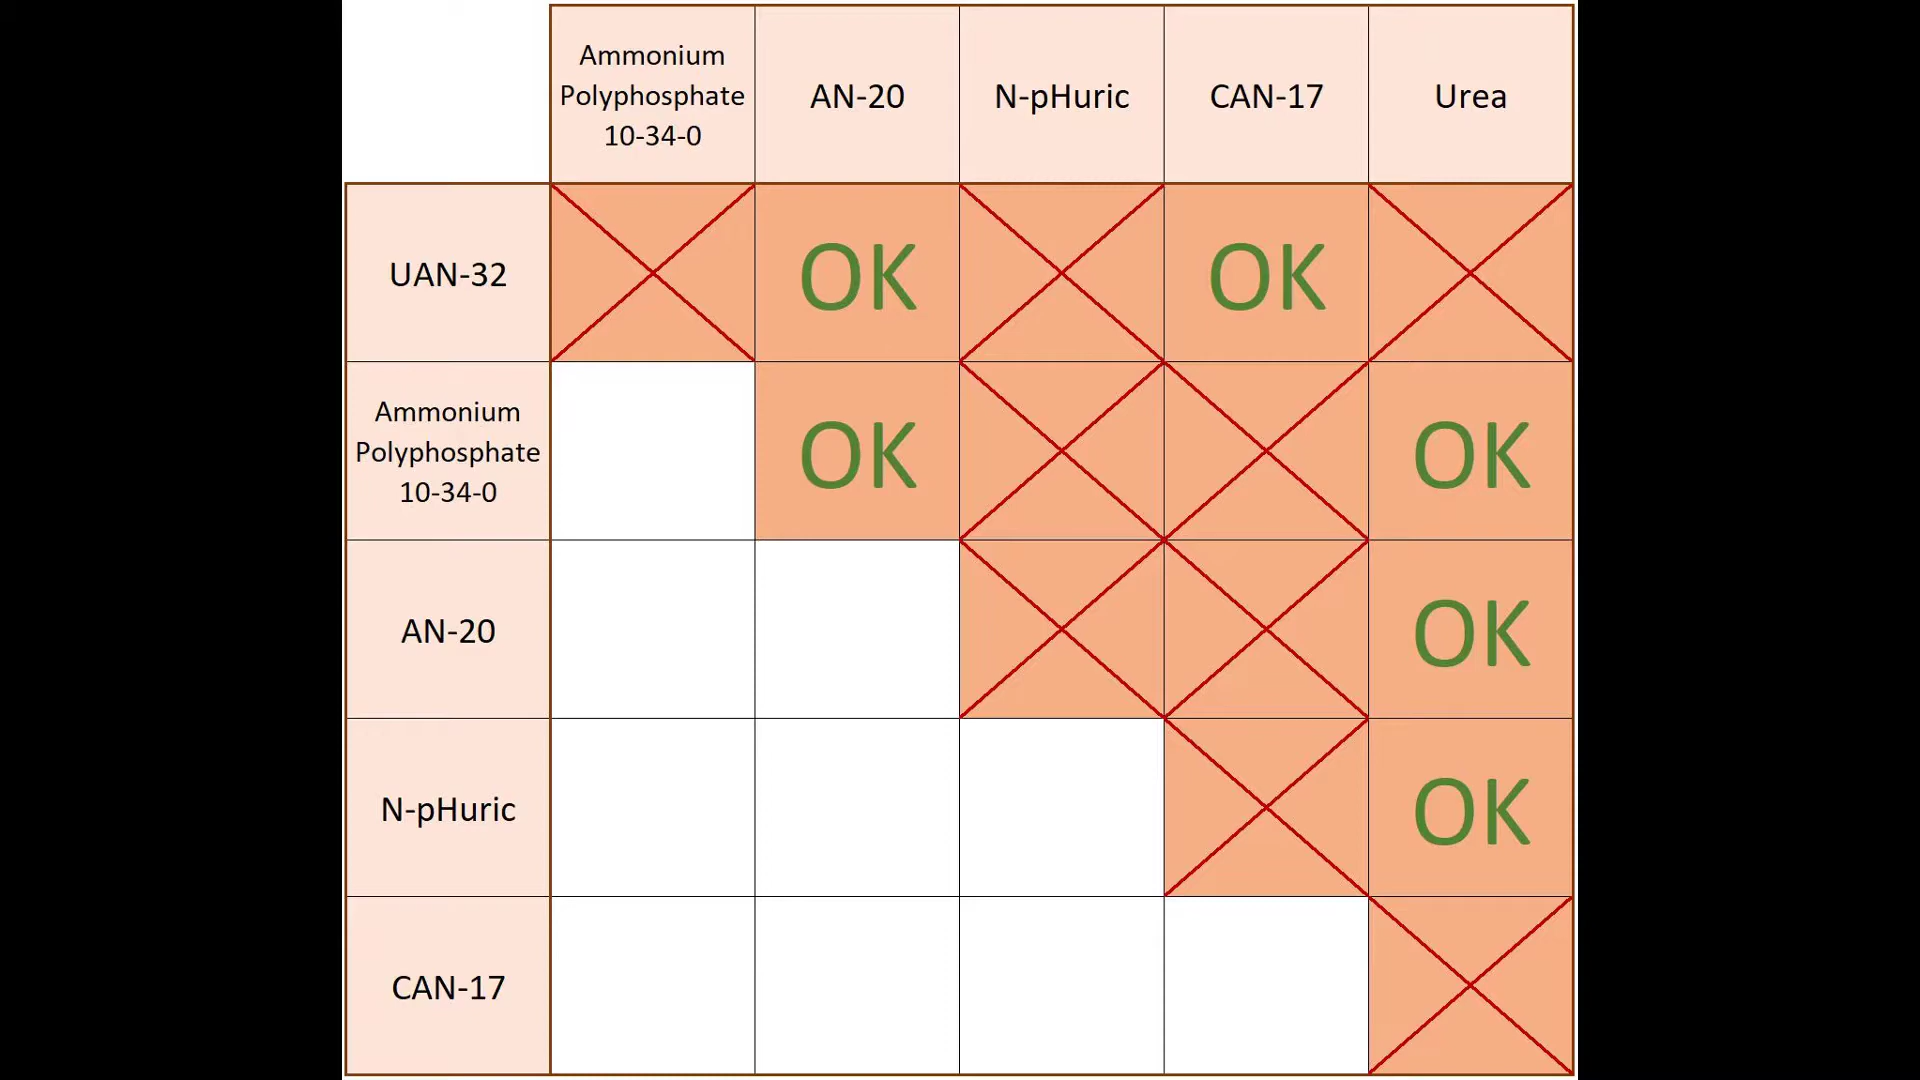 Ammonium
Polyphosphate
10-34-0
AN-20
N-pHuric
CAN-17
Urea
UAN-32
OK
OK
Ammonium
Polyphosphate
10-34-0
OK
OK
AN-20
OK
N-pHuric
OK
CAN-17